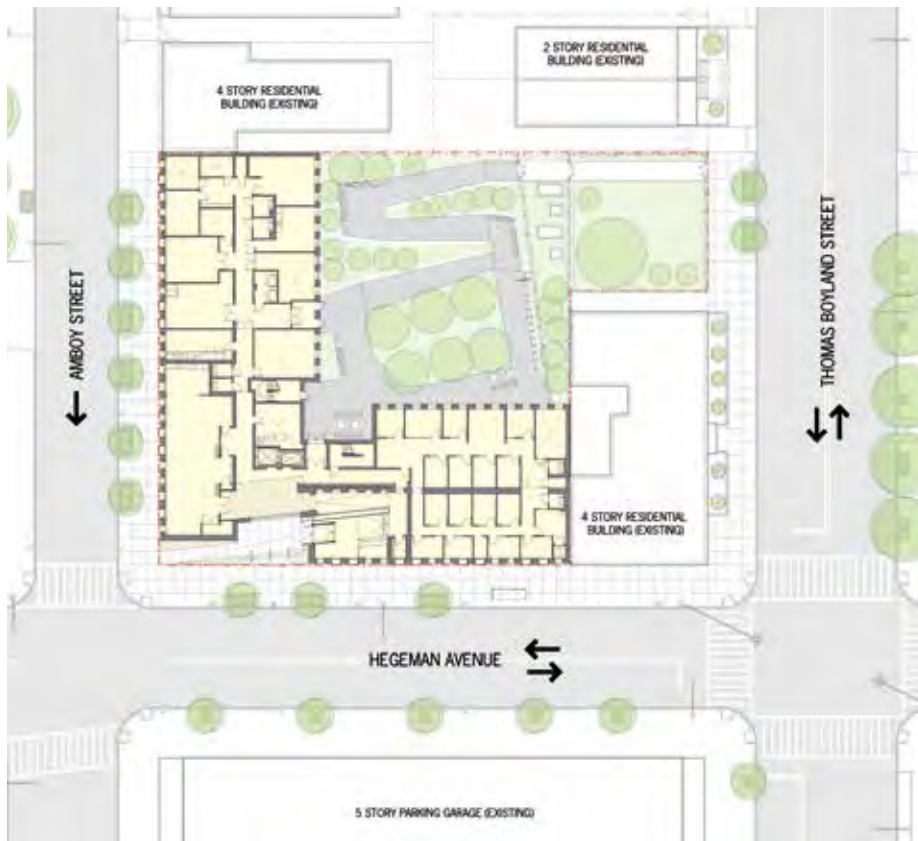 2 STORY RESIDENTIAL
BUILDING (EXISTING)
4 STORY RESIDENTIAL
BUILDING (EXISTING)
AMBOY STREET
THOMAS BOYLAND STREET
4 STORY RESIDENTIAL
BUILDING (EXISTING)
HEGEMAN AVENUE
5 STORY PARKING GARAGE (EXISTING)